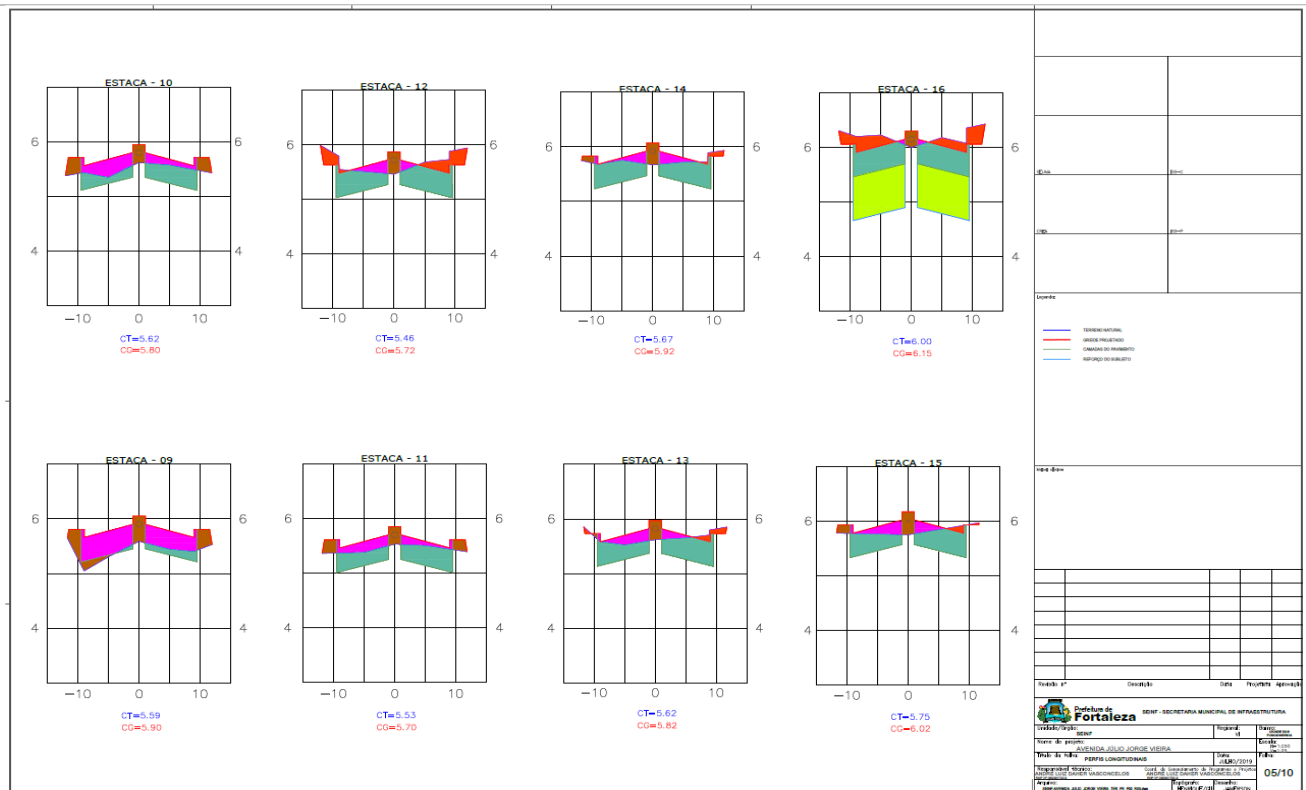 ESTACA - 10
6
6
4
4
-10
0
10
CT=5.62
CG=5.80
ESTACA - 12
6
6
4
4
-10
0
10
CT=5.46
CG=5.72
ESTACA - 14
6
6
4
4
-10
0
10
CT=5.67
CG=5.92
ESTACA - 16
6
6
4
4
-10
0
10
CT=6.00
CG=6.15
ESTACA - 09
6
6
4
4
-10
0
10
CT=5.59
CG=5.90
ESTACA - 11
6
6
4
4
-10
0
10
CT=5.53
CG=5.70
ESTACA - 13
6
6
4
4
-10
0
10
CT=5.62
CG=5.82
ESTACA - 15
6
6
4
4
-10
0
10
CT=5.75
CG=6.02
Legenda:
TERRENO NATURAL
GREIDE PROJETADO
CAMADAS DO PAVIMENTO
REFORÇO DO SUBLEITO
Revisão nº
Descrição
Data
Projetista
Aprovação
Prefeitura de
Fortaleza
SEINF - SECRETARIA MUNICIPAL DE INFRAESTRUTURA
Unidade/Órgão:
SEINF
Regional:
VI
Nome do projeto:
AVENIDA JÚLIO JORGE VIEIRA
Escala:
Título da folha:
PERFIS LONGITUDINAIS
Data:
JULHO/2019
Folha:
05/10
Responsável técnico:
ANDRÉ LUIZ DAHER VASCONCELOS
Coord. de Gerenciamento de Programas e Projetos
ANDRÉ LUIZ DAHER VASCONCELOS
Arquivo:
Desenho: